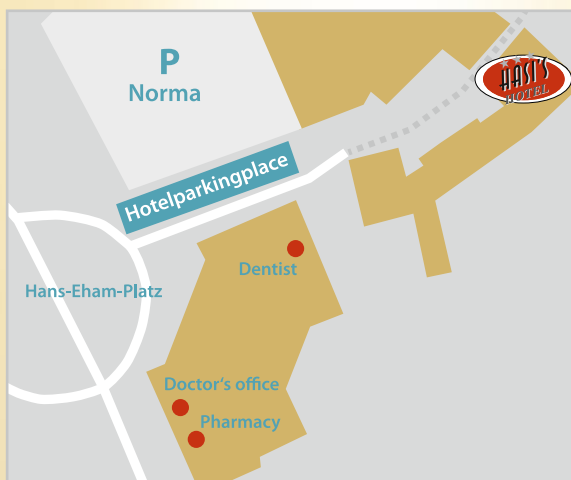 P
Norma
HASI'S
HOTEL
Hotelparkingplace
Dentist
Hans-Eham-Platz
Doctor's office
Pharmacy